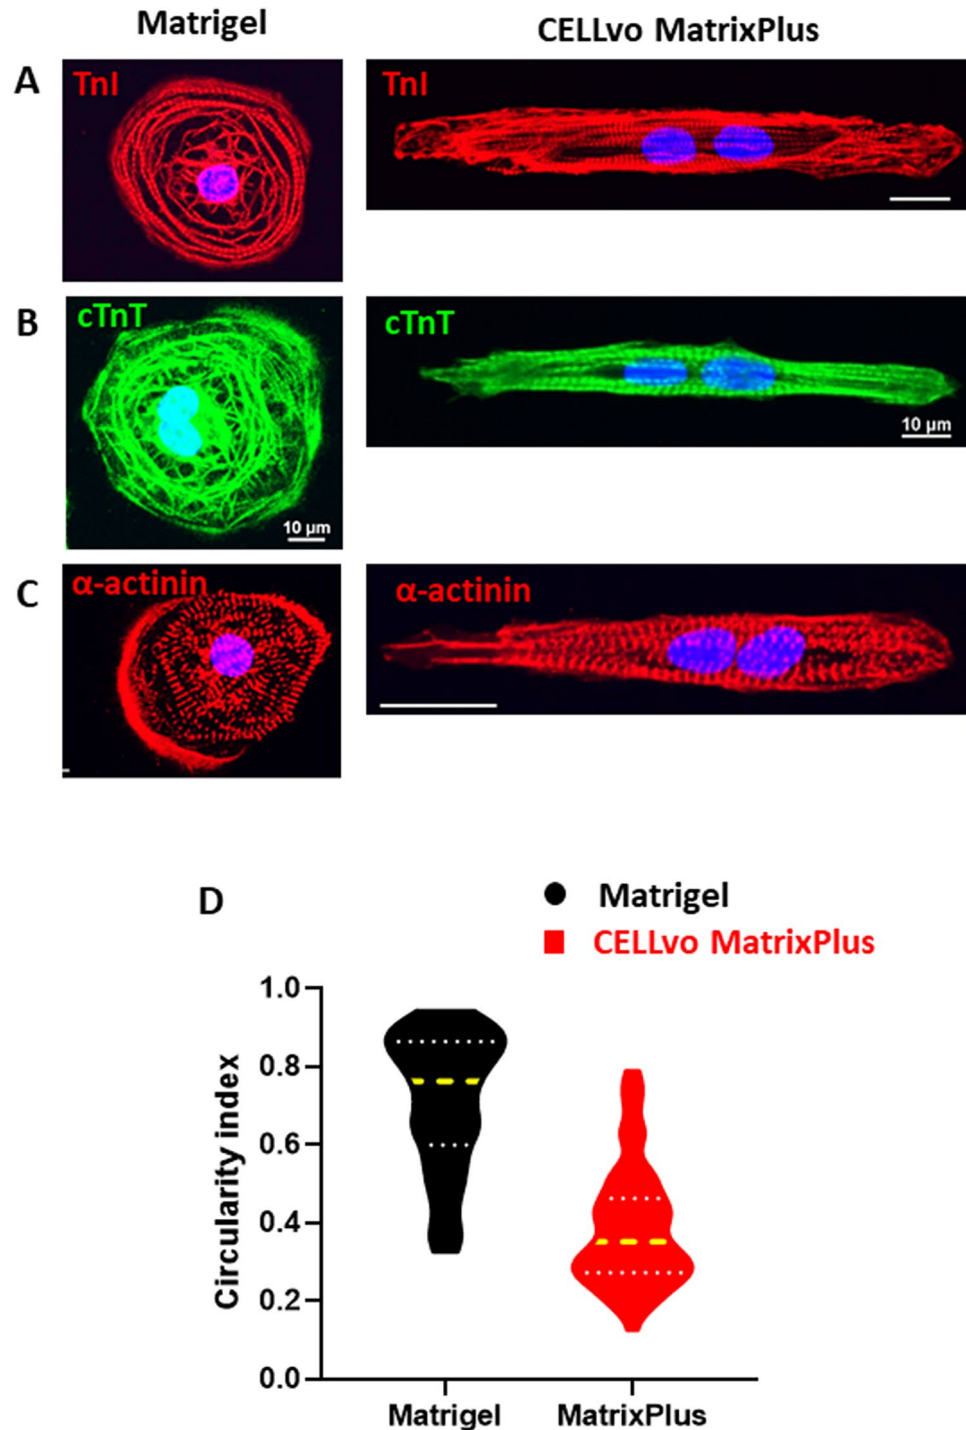 Matrigel CELLvo MatrixPlus
A TnI TnI
B cTnT cTnT
10 µm 10 µm
C α-actinin α-actinin
D
Matrigel
CELLvo MatrixPlus
Circularity index
1.0
0.8
0.6
0.4
0.2
0.0
Matrigel MatrixPlus